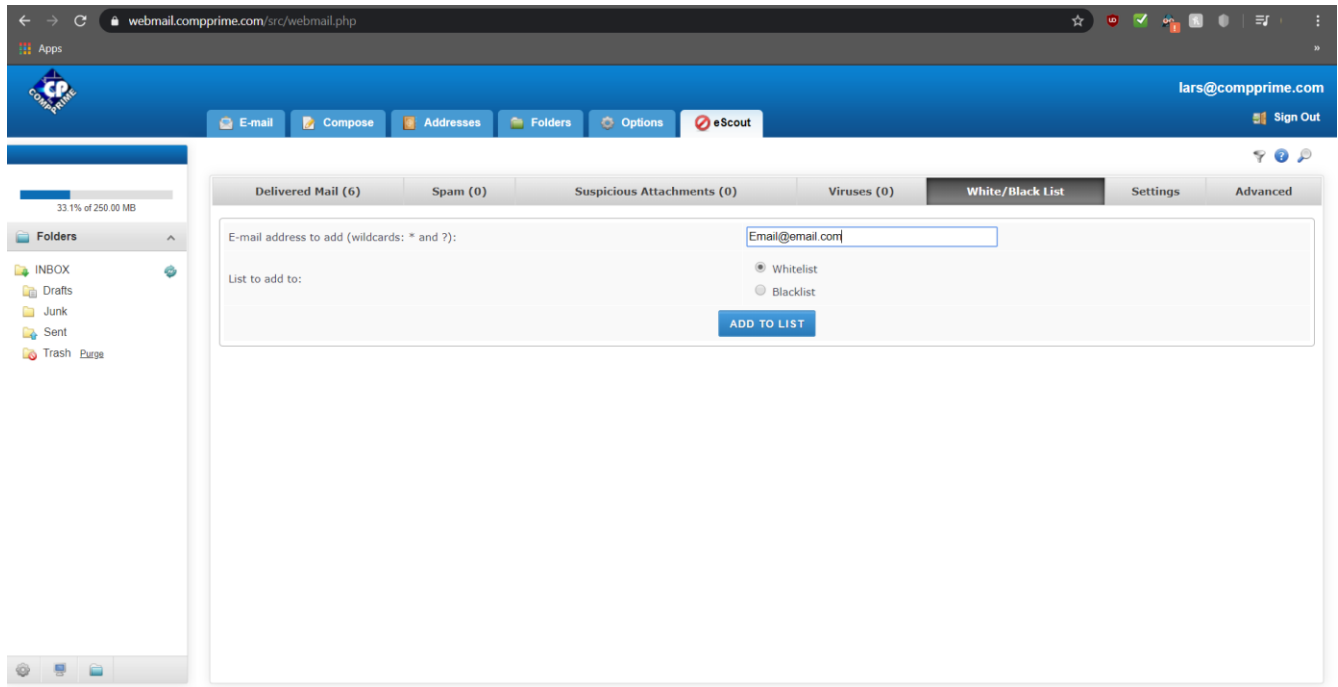 webmail.compprime.com/src/webmail.php
Apps
»
CP
COMPPRIME
lars@compprime.com
E-mail Compose Addresses Folders Options eScout
Sign Out
33.1% of 250.00 MB
Delivered Mail (6) Spam (0) Suspicious Attachments (0) Viruses (0) White/Black List Settings Advanced
Folders
E-mail address to add (wildcards: * and ?): Email@email.com
INBOX
List to add to:
Whitelist
Blacklist
Drafts
Junk
Sent
Trash Purge
ADD TO LIST